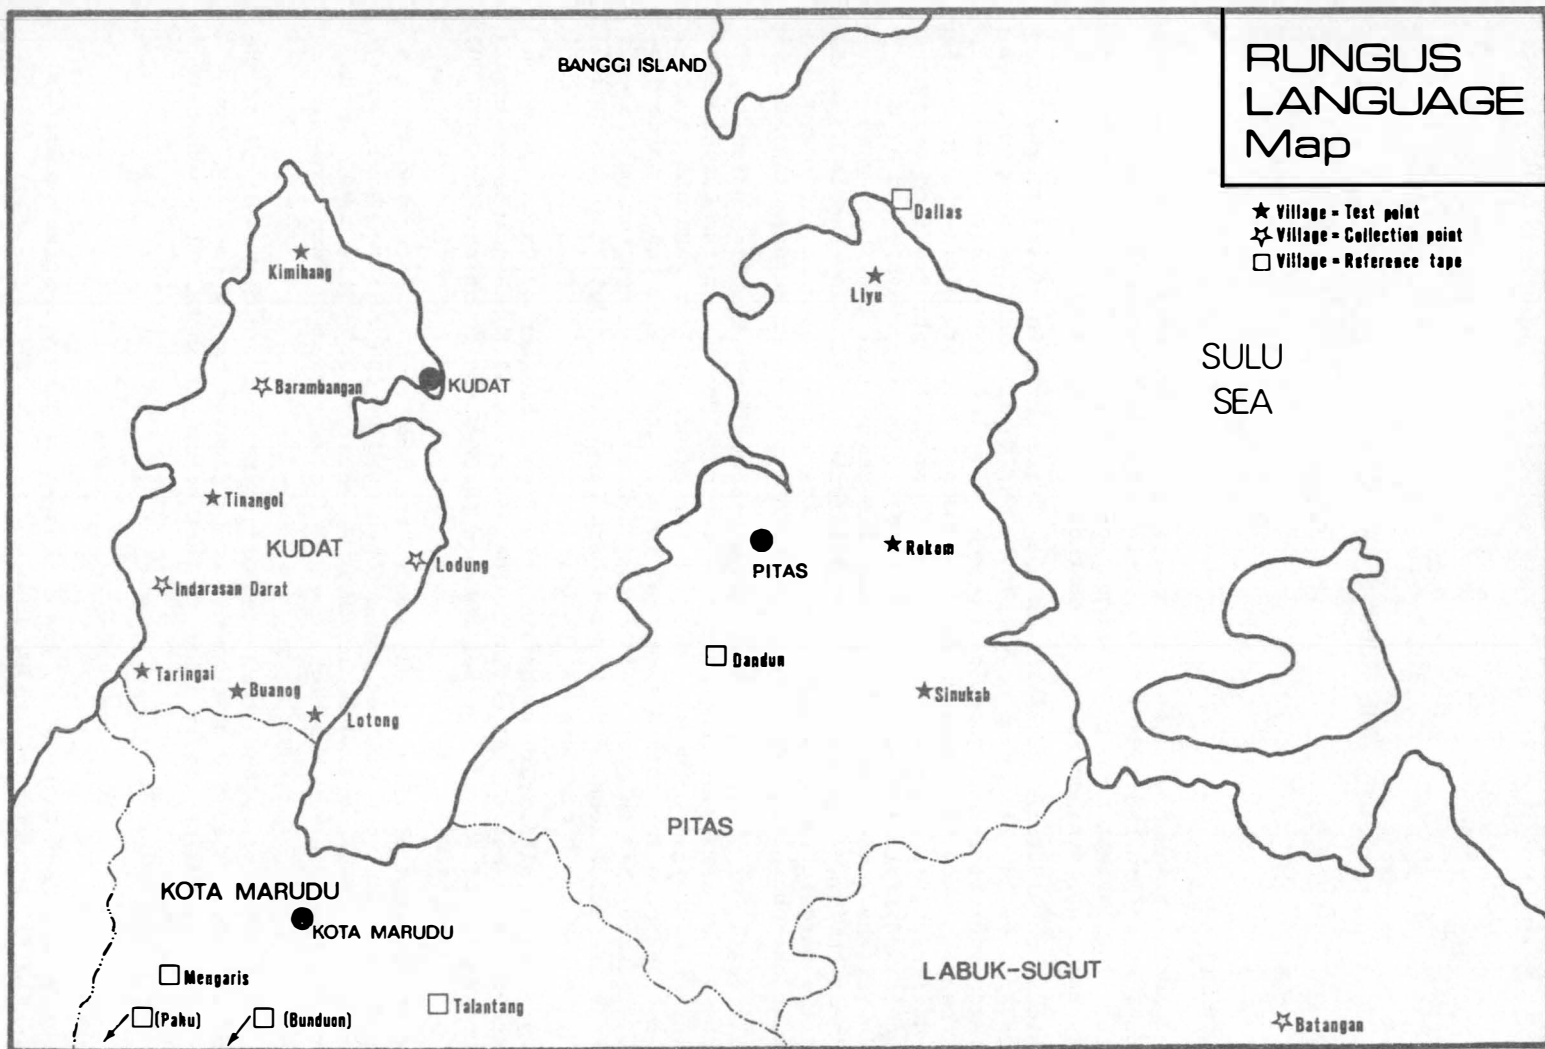 BANGGI ISLAND
RUNGUS
LANGUAGE
Map
Village = Test point
Village = Collection point
Village = Reference tape
Dallas
Kimihang
Liyu
SULU
SEA
Barambangan
KUDAT
Tinangol
KUDAT
Lodung
Rokom
PITAS
Indarasan Darat
Dandun
Taringai
Buanog
Sinukab
Lotong
PITAS
KOTA MARUDU
KOTA MARUDU
LABUK-SUGUT
Mengaris
Talantang
(Paku)
(Bunduon)
Batangan